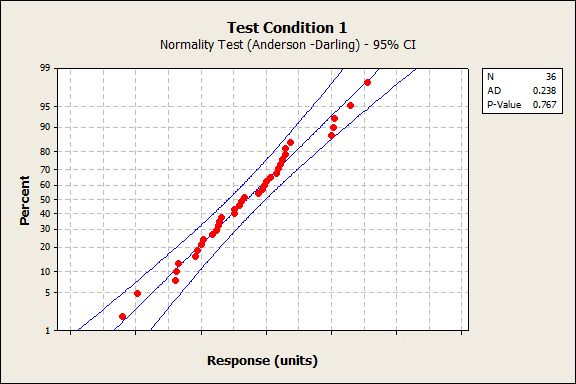 Test Condition 1
Normality Test (Anderson -Darling) - 95% CI
N 36
AD 0.238
P-Value 0.767
99
95
90
80
70
60
50
40
30
20
10
5
1
Percent
Response (units)